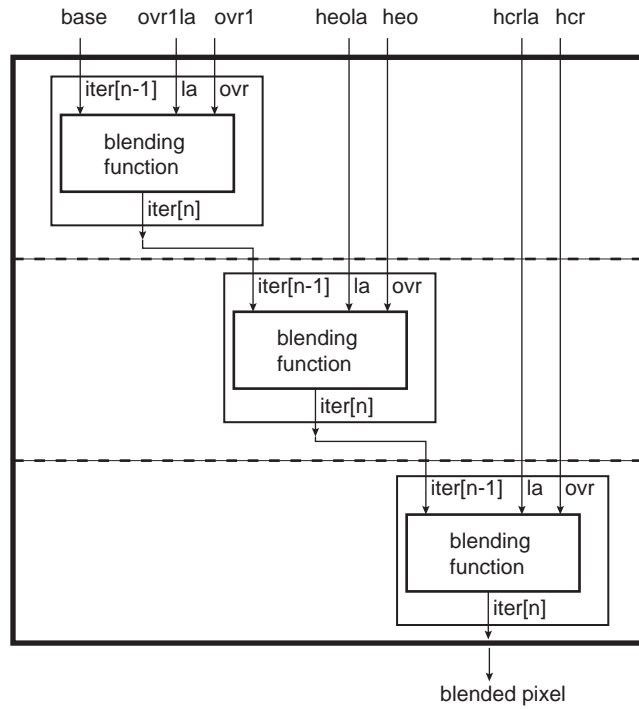 base ovr1la ovr1 heola heo hcrla hcr
iter[n-1] la ovr
blending
function
iter[n]
iter[n-1] la ovr
blending
function
iter[n]
iter[n-1] la ovr
blending
function
iter[n]
blended pixel